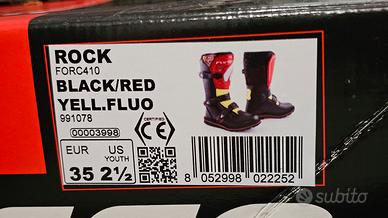 ROCK
FORC410
BLACK/RED
YELL.FLUO
991078
00003998
CERTIFIED
CE
EUR US
YOUTH
35 2½
8 052998 022252
subito